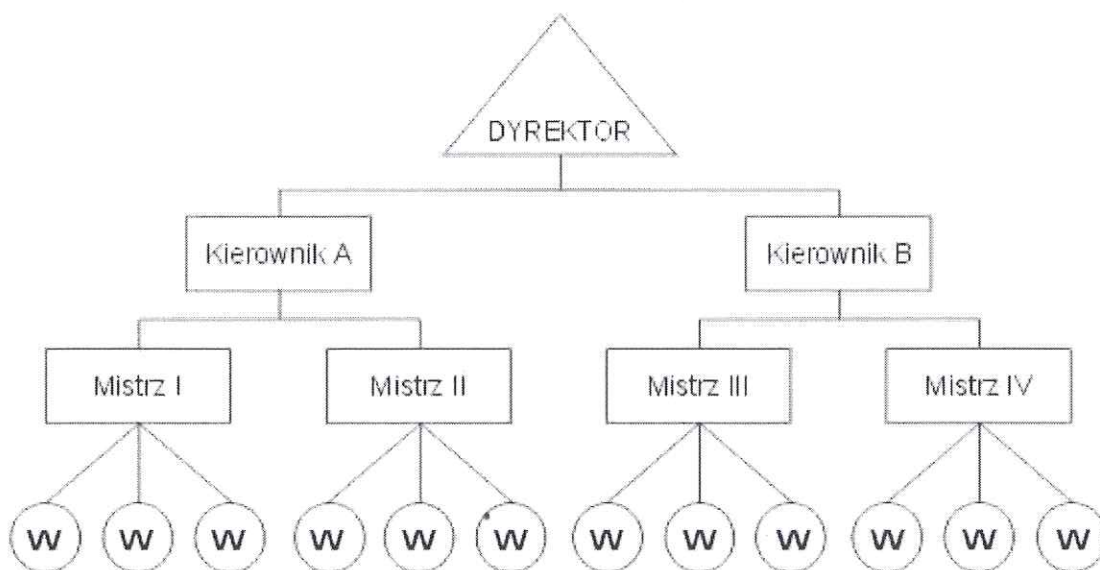 DYREKTOR
Kierownik A
Kierownik B
Mistrz I
Mistrz II
Mistrz III
Mistrz IV
W W W W W W W W W W W W